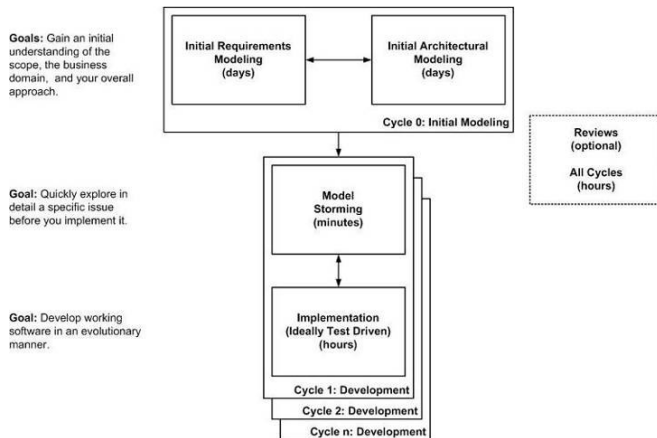 Goals: Gain an initial
understanding of the
scope, the business
domain, and your overall
approach.
Initial Requirements
Modeling
(days)
Initial Architectural
Modeling
(days)
Cycle 0: Initial Modeling
Reviews
(optional)
All Cycles
(hours)
Goal: Quickly explore in
detail a specific issue
before you implement it.
Model
Storming
(minutes)
Goal: Develop working
software in an evolutionary
manner.
Implementation
(Ideally Test Driven)
(hours)
Cycle 1: Development
Cycle 2: Development
Cycle n: Development